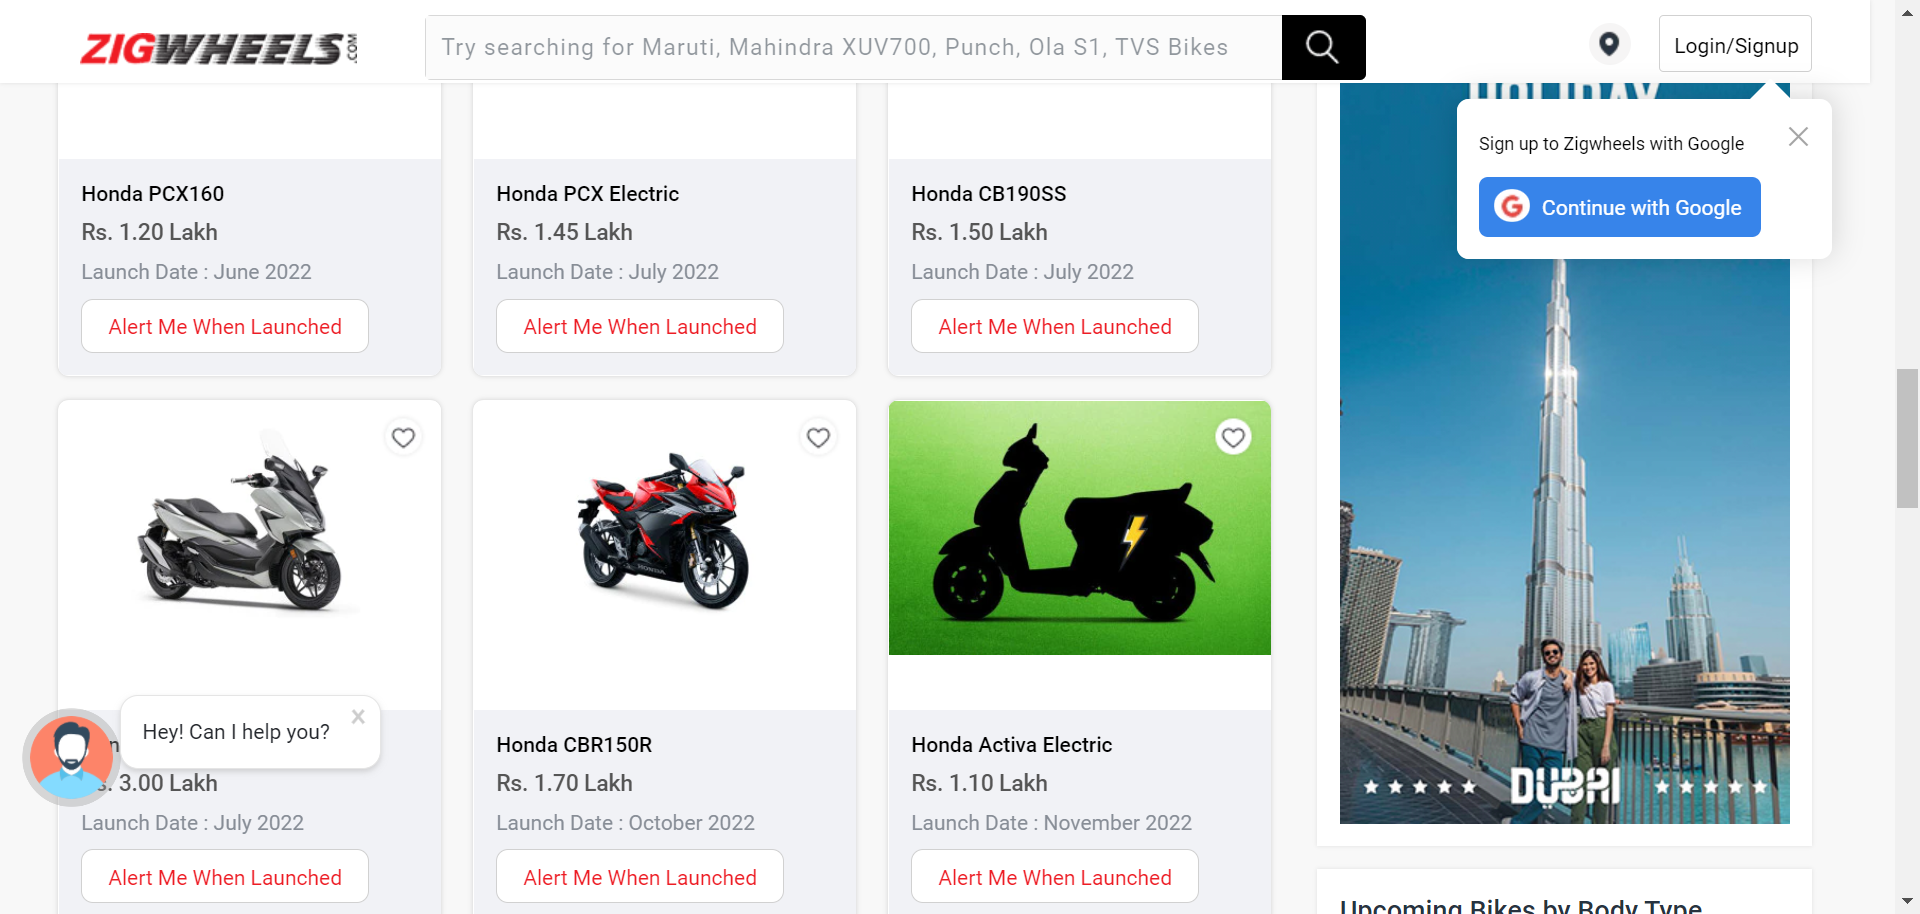 ZIGWHEELS.COM
Try searching for Maruti, Mahindra XUV700, Punch, Ola S1, TVS Bikes
Login/Signup
HOLIDAY
Sign up to Zigwheels with Google
Continue with Google
Honda PCX160
Rs. 1.20 Lakh
Launch Date : June 2022
Alert Me When Launched
Honda PCX Electric
Rs. 1.45 Lakh
Launch Date : July 2022
Alert Me When Launched
Honda CB190SS
Rs. 1.50 Lakh
Launch Date : July 2022
Alert Me When Launched
Hey! Can I help you?
3.00 Lakh
Launch Date : July 2022
Alert Me When Launched
HONDA
Honda CBR150R
Rs. 1.70 Lakh
Launch Date : October 2022
Alert Me When Launched
Honda Activa Electric
Rs. 1.10 Lakh
Launch Date : November 2022
Alert Me When Launched
DUBAI
Upcoming Bikes by Body Type